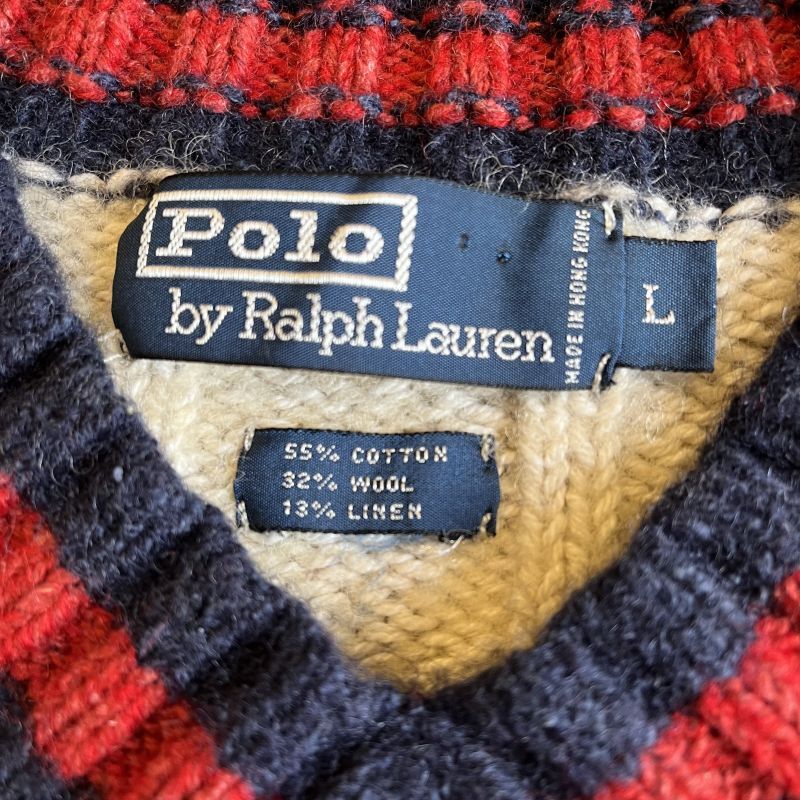 Polo
by Ralph Lauren
MADE IN HONG KONG
L
55% COTTON
32% WOOL
13% LINEN